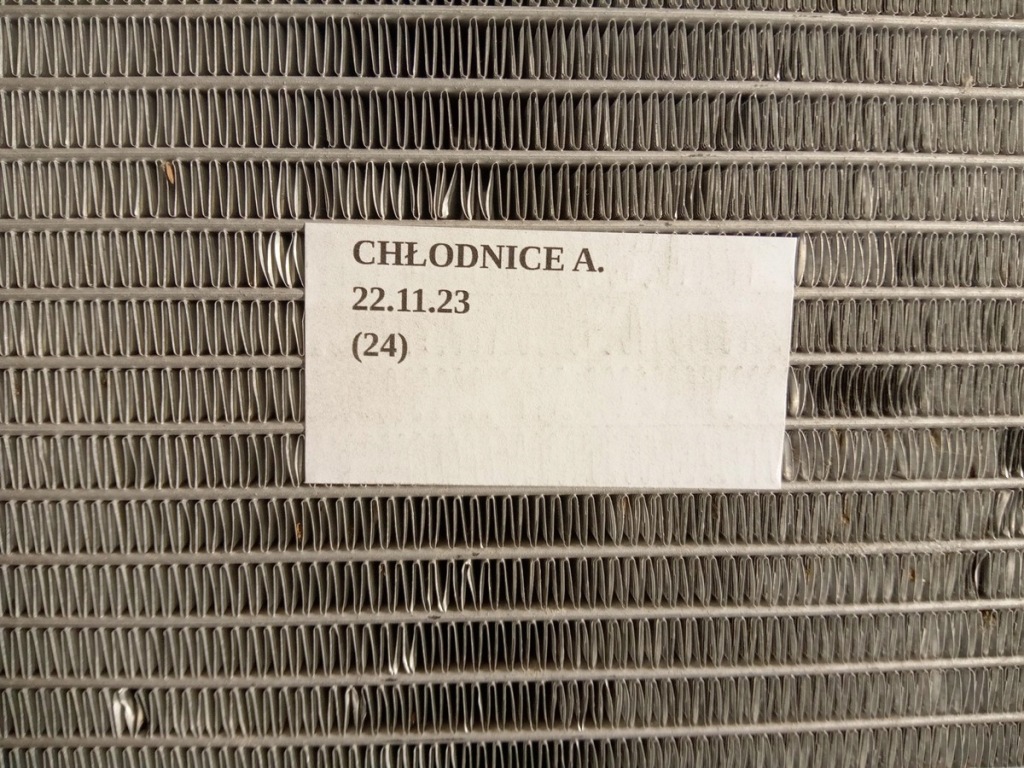 CHŁODNICE A.
22.11.23
(24)